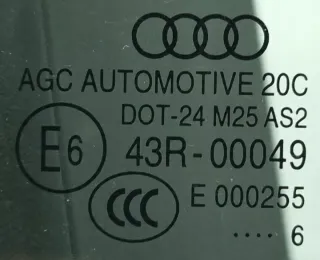 AGC AUTOMOTIVE 20C
DOT-24 M25 AS2
E6 43R-00049
CCC E 000255
.... 6